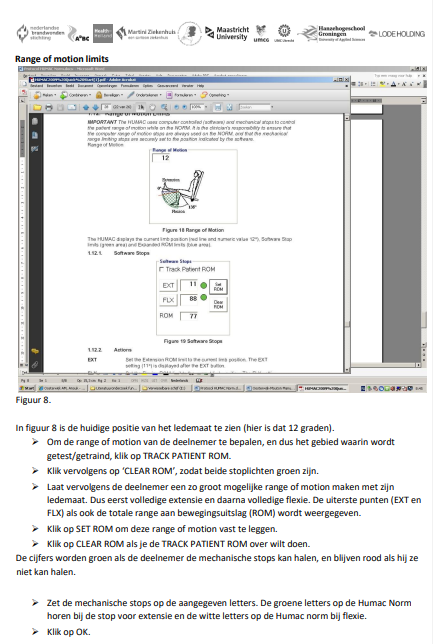 nederlandse
brandwonden
stichting
Martini Ziekenhuis
Maastricht
University
umcg
Hanzehogeschool
Groningen
University of Applied Sciences
LODEHOLDING
Range of motion limits
IMPORTANT The HUMAC uses computer controlled (software) and mechanical stops to control
the patient range of motion while on the NORM. It is the clinician's responsibility to ensure that
the computer range of motion stops are always used on the NORM, and that the mechanical
range limiting stops are securely set to the position indicated by the software.
Range of Motion
Range of Motion
12
Extension
0°
130°
Flexion
Figure 18 Range of Motion
The HUMAC displays the current limb position (red line and numeric value 12°), Software Stop
limits (green area) and Expanded ROM limits (blue area).
1.12.1. Software Stops
Software Stops
Track Patient ROM
EXT 11 Set ROM
FLX 88 Clear ROM
ROM 77
Figure 19 Software Stops
1.12.2. Actions
EXT Set the Extension ROM limit to the current limb position. The EXT
setting (11°) is displayed after the EXT button.
Figuur 8.
In figuur 8 is de huidige positie van het ledemaat te zien (hier is dat 12 graden).
➢ Om de range of motion van de deelnemer te bepalen, en dus het gebied waarin wordt
getest/getraind, klik op TRACK PATIENT ROM.
➢ Klik vervolgens op ‘CLEAR ROM’, zodat beide stoplichten groen zijn.
➢ Laat vervolgens de deelnemer een zo groot mogelijke range of motion maken met zijn
ledemaat. Dus eerst volledige extensie en daarna volledige flexie. De uiterste punten (EXT en
FLX) als ook de totale range aan bewegingsuitslag (ROM) wordt weergegeven.
➢ Klik op SET ROM om deze range of motion vast te leggen.
➢ Klik op CLEAR ROM als je de TRACK PATIENT ROM over wilt doen.
De cijfers worden groen als de deelnemer de mechanische stops kan halen, en blijven rood als hij ze
niet kan halen.
➢ Zet de mechanische stops op de aangegeven letters. De groene letters op de Humac Norm
horen bij de stop voor extensie en de witte letters op de Humac norm bij flexie.
➢ Klik op OK.